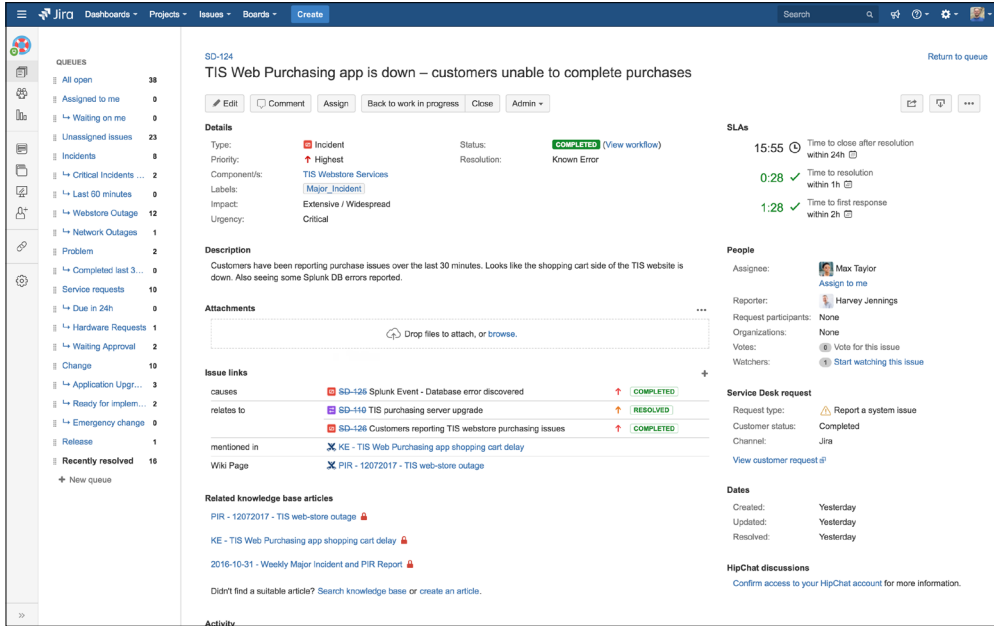 Jira Dashboards Projects Issues Boards Create Search
QUEUES
All open 38
Assigned to me 0
Waiting on me 0
Unassigned issues 23
Incidents 8
Critical Incidents ... 2
Last 60 minutes 0
Webstore Outage 12
Network Outages 1
Problem 2
Completed last 3... 0
Service requests 10
Due in 24h 0
Hardware Requests 1
Waiting Approval 2
Change 10
Application Upgr... 3
Ready for implem... 2
Emergency change 0
Release 1
Recently resolved 16
New queue
SD-124
Return to queue
TIS Web Purchasing app is down – customers unable to complete purchases
Edit Comment Assign Back to work in progress Close Admin
Details
Type: Incident
Priority: Highest
Component/s: TIS Webstore Services
Labels: Major_Incident
Impact: Extensive / Widespread
Urgency: Critical
Status: COMPLETED (View workflow)
Resolution: Known Error
Description
Customers have been reporting purchase issues over the last 30 minutes. Looks like the shopping cart side of the TIS website is
down. Also seeing some Splunk DB errors reported.
Attachments
Drop files to attach, or browse.
Issue links
causes SD-125 Splunk Event - Database error discovered COMPLETED
relates to SD-110 TIS purchasing server upgrade RESOLVED
SD-126 Customers reporting TIS webstore purchasing issues COMPLETED
mentioned in KE - TIS Web Purchasing app shopping cart delay
Wiki Page PIR - 12072017 - TIS web-store outage
Related knowledge base articles
PIR - 12072017 - TIS web-store outage
KE - TIS Web Purchasing app shopping cart delay
2016-10-31 - Weekly Major Incident and PIR Report
Didn't find a suitable article? Search knowledge base or create an article.
Activity
SLAs
15:55 Time to close after resolution
within 24h
0:28 Time to resolution
within 1h
1:28 Time to first response
within 2h
People
Assignee: Max Taylor
Assign to me
Reporter: Harvey Jennings
Request participants: None
Organizations: None
Votes: 0 Vote for this issue
Watchers: 1 Start watching this issue
Service Desk request
Request type: Report a system issue
Customer status: Completed
Channel: Jira
View customer request
Dates
Created: Yesterday
Updated: Yesterday
Resolved: Yesterday
HipChat discussions
Confirm access to your HipChat account for more information.